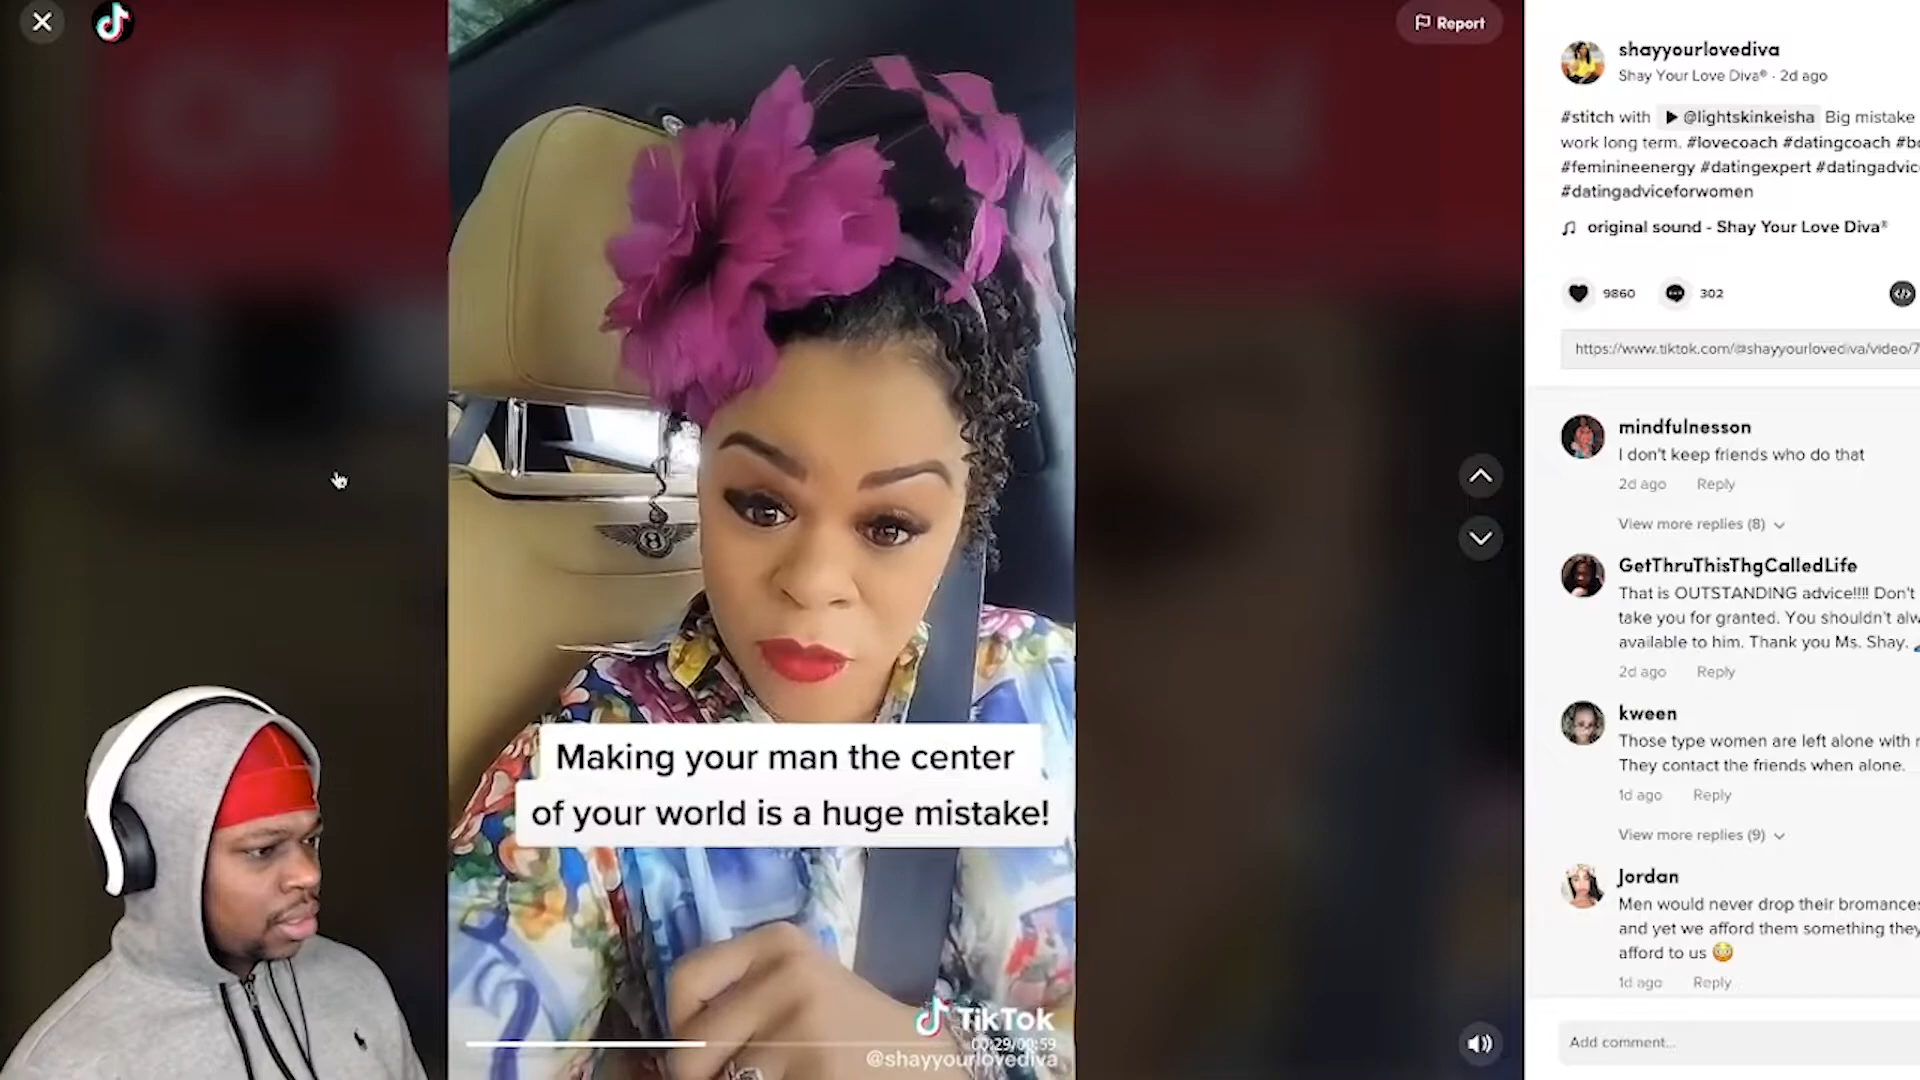 Report
shayyourlovediva
Shay Your Love Diva® · 2d ago
#stitch with @lightskinkeisha Big mistake
work long term. #lovecoach #datingcoach
#feminineenergy #datingexpert
#datingadviceforwomen
original sound - Shay Your Love Diva®
9860
302
https://www.tiktok.com/@shayyourlovediva/video/7
mindfulnesson
I don't keep friends who do that
2d ago Reply
View more replies (8)
GetThruThisThgCalledLife
That is OUTSTANDING advice!!!! Don't
take you for granted. You shouldn't
available to him. Thank you Ms. Shay.
2d ago Reply
kween
Those type women are left alone with
They contact the friends when alone.
1d ago Reply
View more replies (9)
Jordan
Men would never drop their bromances
and yet we afford them something they
afford to us 😳
1d ago Reply
Add comment...
Making your man the center
of your world is a huge mistake!
TikTok
00:29/00:59
@shayyourlovediva